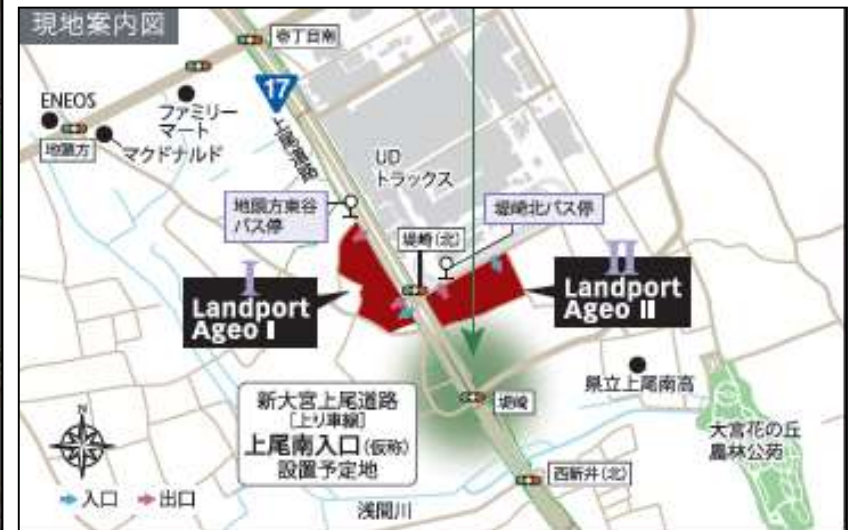 現地案内図
壱丁目南
17
上尾道路
ENEOS
ファミリー
マート
地頭方
マクドナルド
UD
トラックス
地頭方東谷
バス停
堤崎北バス停
堤崎(北)
I
Landport
Ageo I
II
Landport
Ageo II
新大宮上尾道路
[上り車線]
上尾南入口(仮称)
設置予定地
堤崎
県立上尾南高
大宮花の丘
農林公苑
西新井(北)
浅間川
N
入口
出口